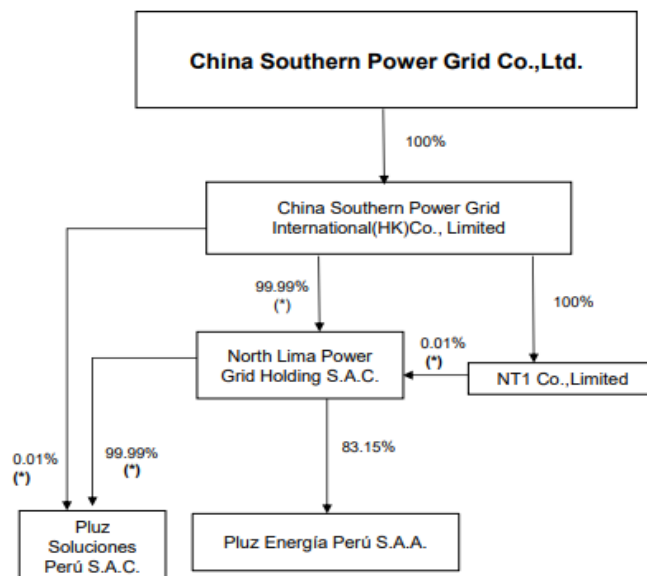 China Southern Power Grid Co.,Ltd.
100%
China Southern Power Grid
International(HK)Co., Limited
99.99%
(*)
100%
0.01%
(*)
North Lima Power
Grid Holding S.A.C.
NT1 Co.,Limited
0.01%
(*)
99.99%
(*)
83.15%
Pluz
Soluciones
Perú S.A.C.
Pluz Energía Perú S.A.A.